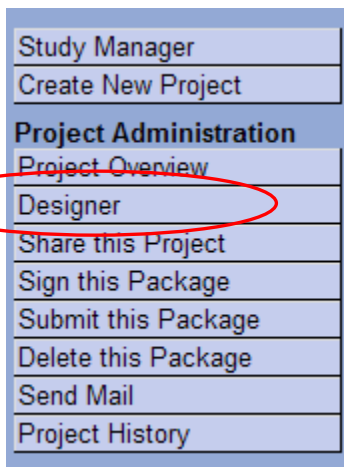 Study Manager
Create New Project
Project Administration
Project Overview
Designer
Share this Project
Sign this Package
Submit this Package
Delete this Package
Send Mail
Project History